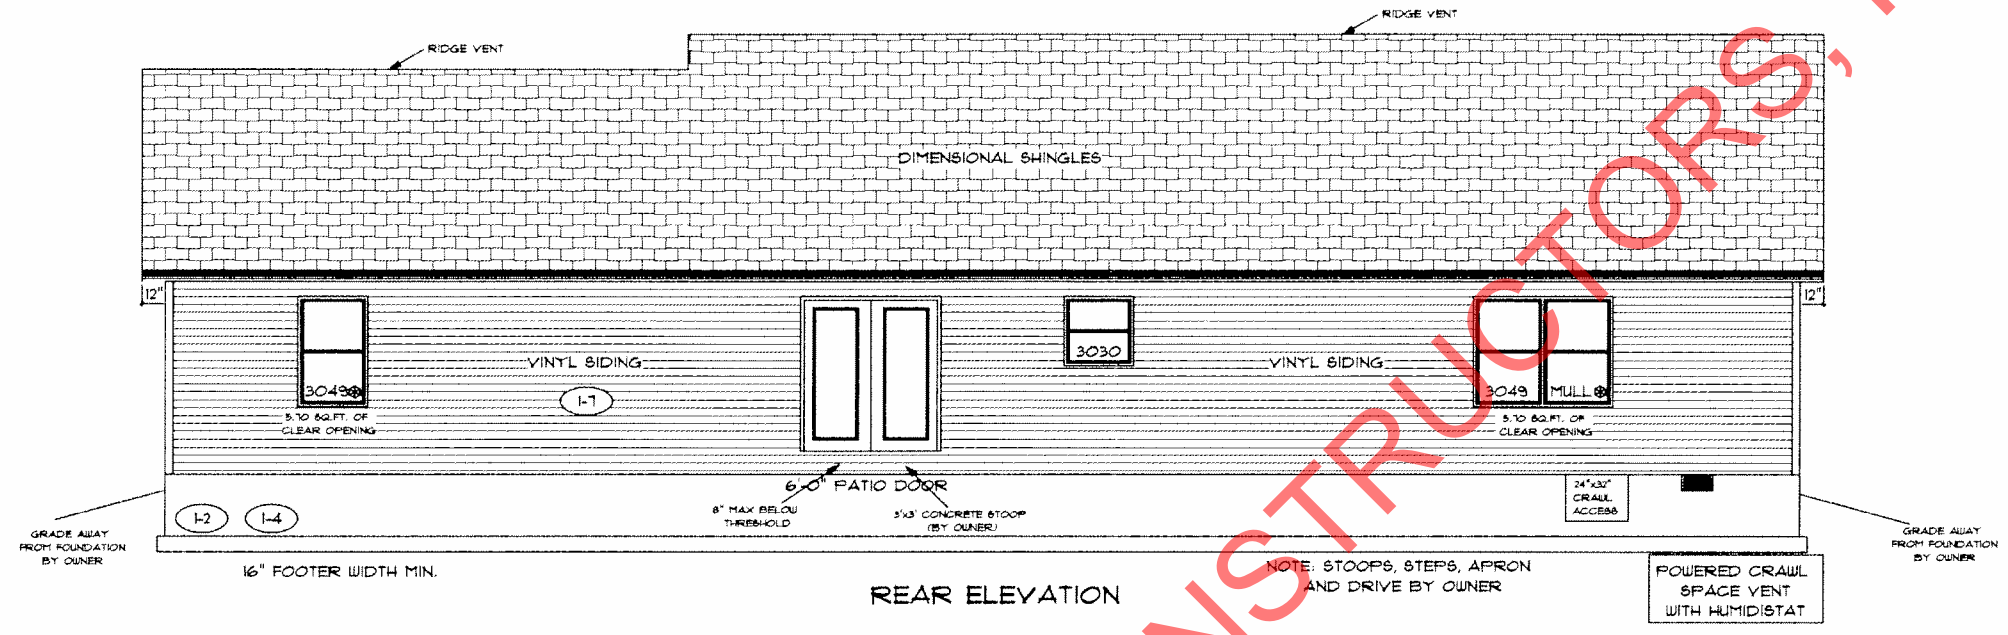 RIDGE VENT
RIDGE VENT
DIMENSIONAL SHINGLES
12"
12"
VINYL SIDING
VINYL SIDING
3030
3049
3049
MULL
1-7
5.70 SQ.FT. OF
CLEAR OPENING
5.70 SQ.FT. OF
CLEAR OPENING
6'-0" PATIO DOOR
24"x32"
CRAWL
ACCESS
8" MAX BELOW
THRESHOLD
3'x3' CONCRETE STOOP
(BY OWNER)
1-2
1-4
GRADE AWAY
FROM FOUNDATION
BY OWNER
GRADE AWAY
FROM FOUNDATION
BY OWNER
16" FOOTER WIDTH MIN.
REAR ELEVATION
NOTE: STOOPS, STEPS, APRON
AND DRIVE BY OWNER
POWERED CRAWL
SPACE VENT
WITH HUMIDISTAT
NSTRUCTORS,